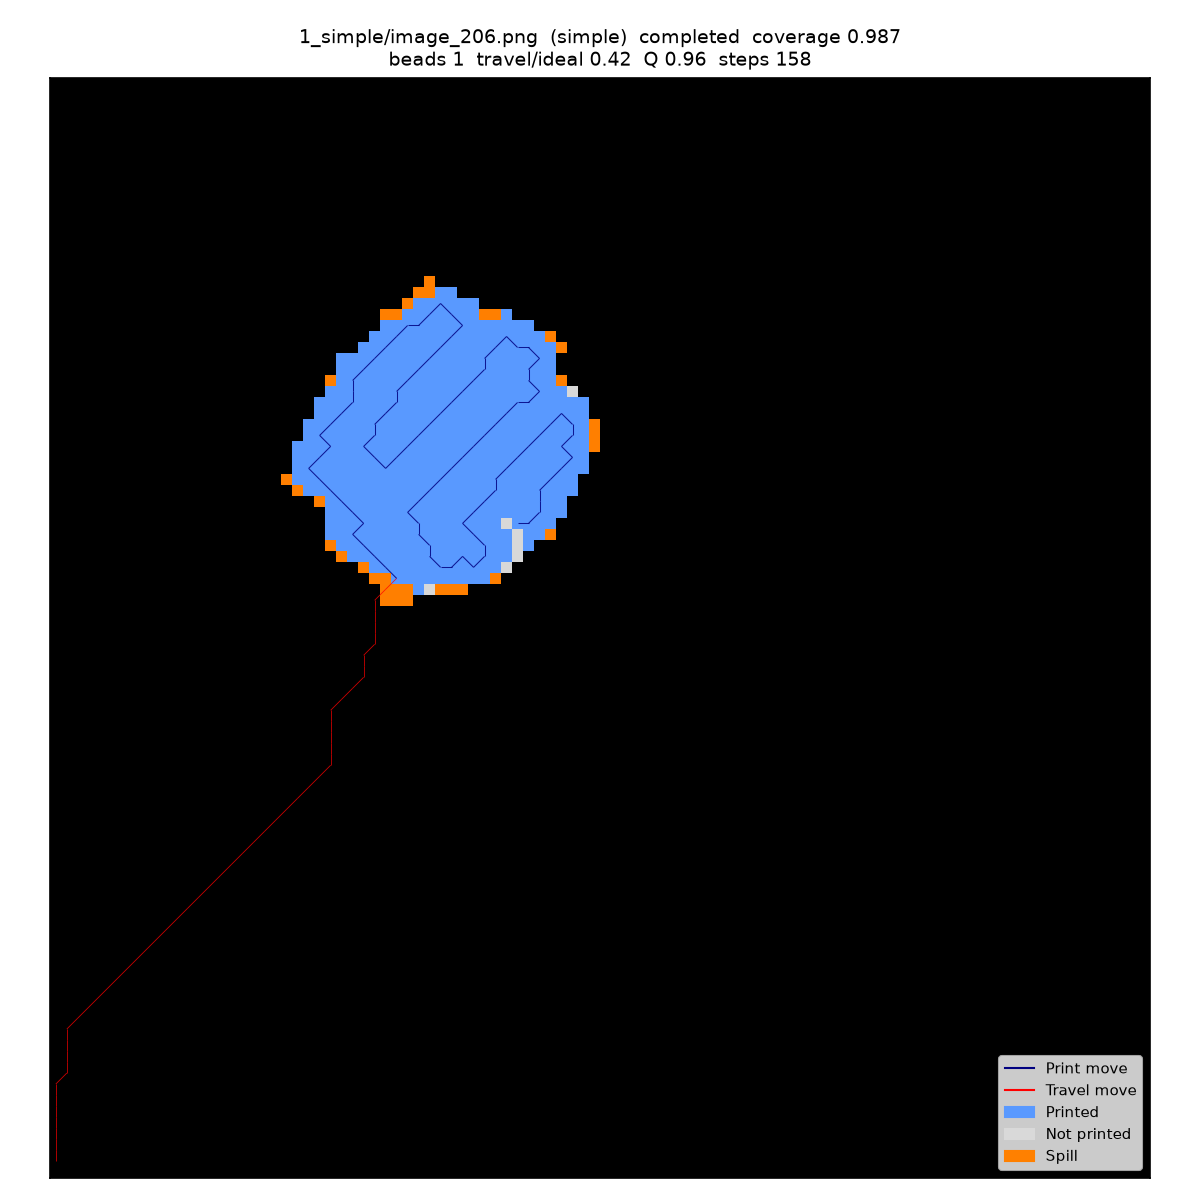 1_simple/image_206.png  (simple)  completed  coverage 0.987
beads 1  travel/ideal 0.42  Q 0.96  steps 158
Print move
Travel move
Printed
Not printed
Spill